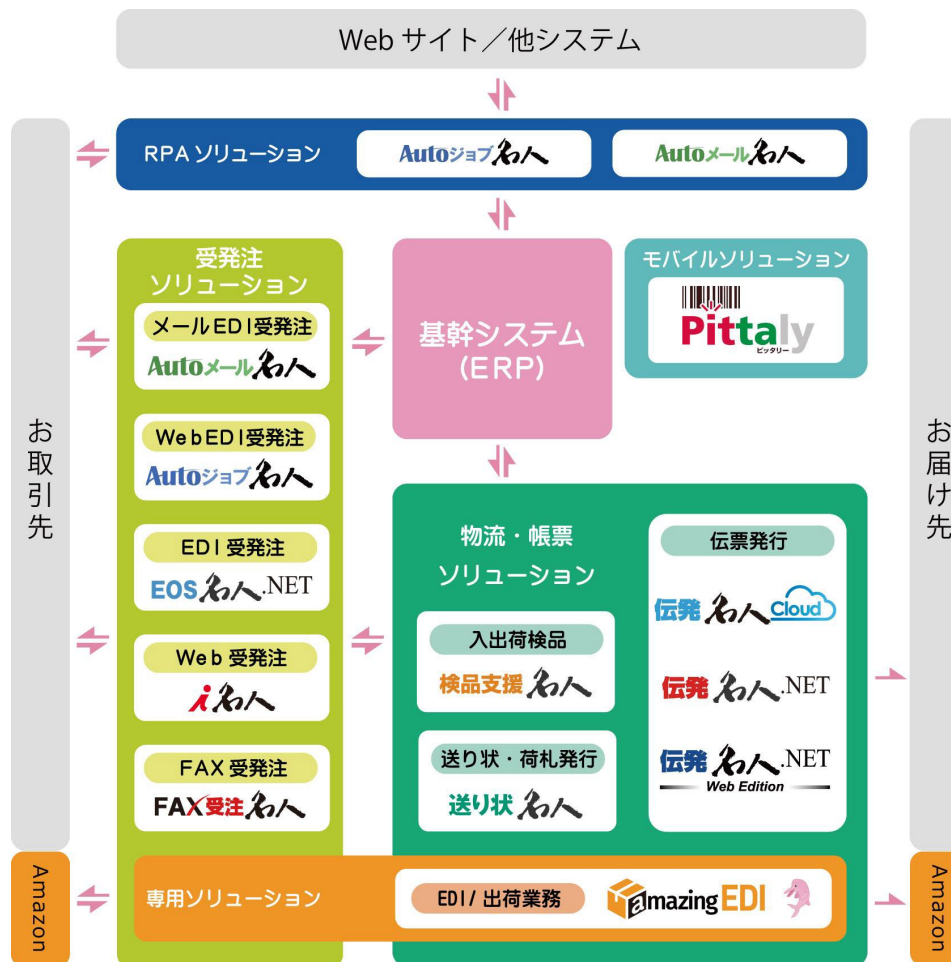 Webサイト／他システム
RPAソリューション
Autoジョブ名人
Autoメール名人
お取引先
お届け先
受発注
ソリューション
メールEDI受発注
Autoメール名人
WebEDI受発注
Autoジョブ名人
EDI受発注
EOS名人.NET
Web受発注
i名人
FAX受発注
FAX受注名人
基幹システム
(ERP)
モバイルソリューション
Pittaly
ピッタリー
物流・帳票
ソリューション
入出荷検品
検品支援名人
送り状・荷札発行
送り状名人
伝票発行
伝発名人Cloud
伝発名人.NET
伝発名人.NET
Web Edition
Amazon
専用ソリューション
EDI/出荷業務
amazing EDI
Amazon